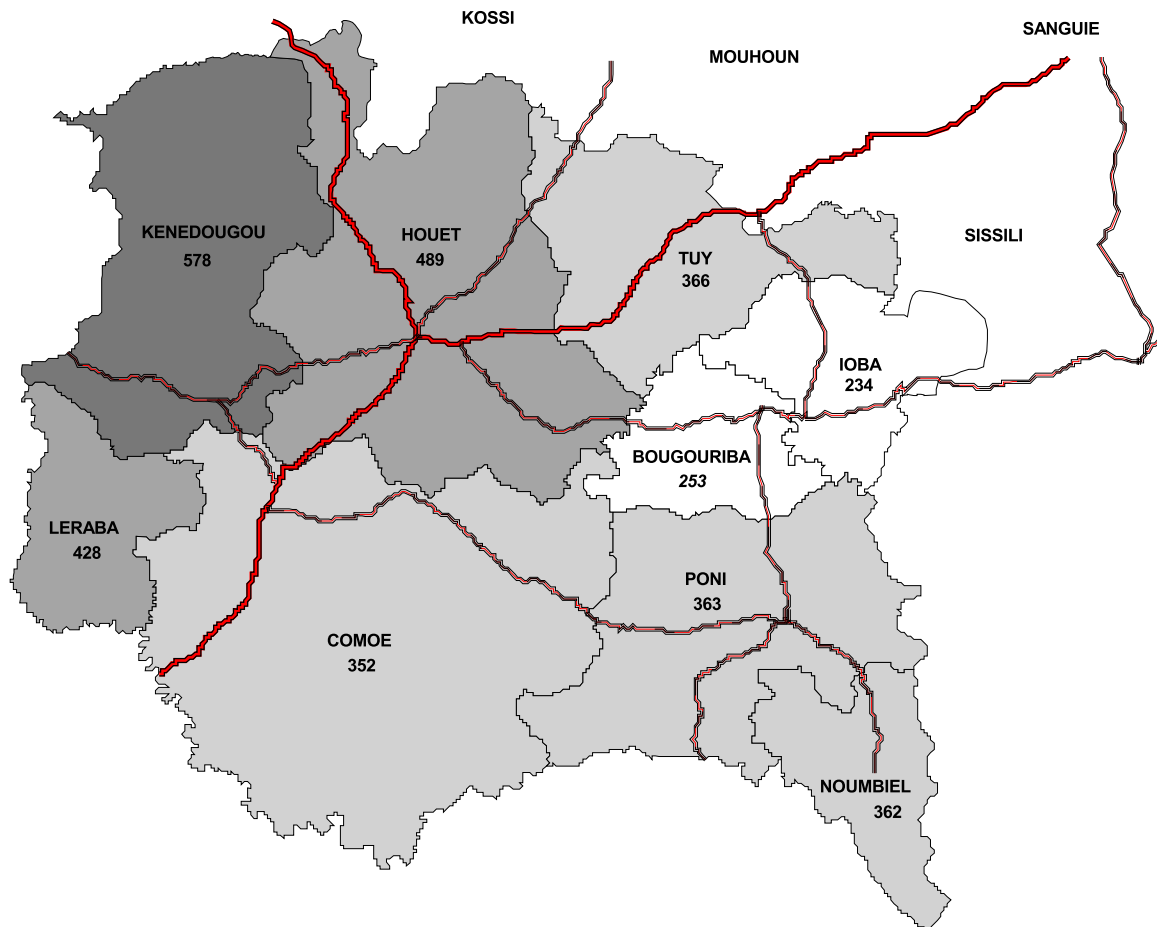 KOSSI
SANGUIE
MOUHOUN
KENEDOUGOU
578
HOUET
489
SISSILI
TUY
366
IOBA
234
BOUGOURIBA
253
LERABA
428
PONI
363
COMOE
352
NOUMBIEL
362